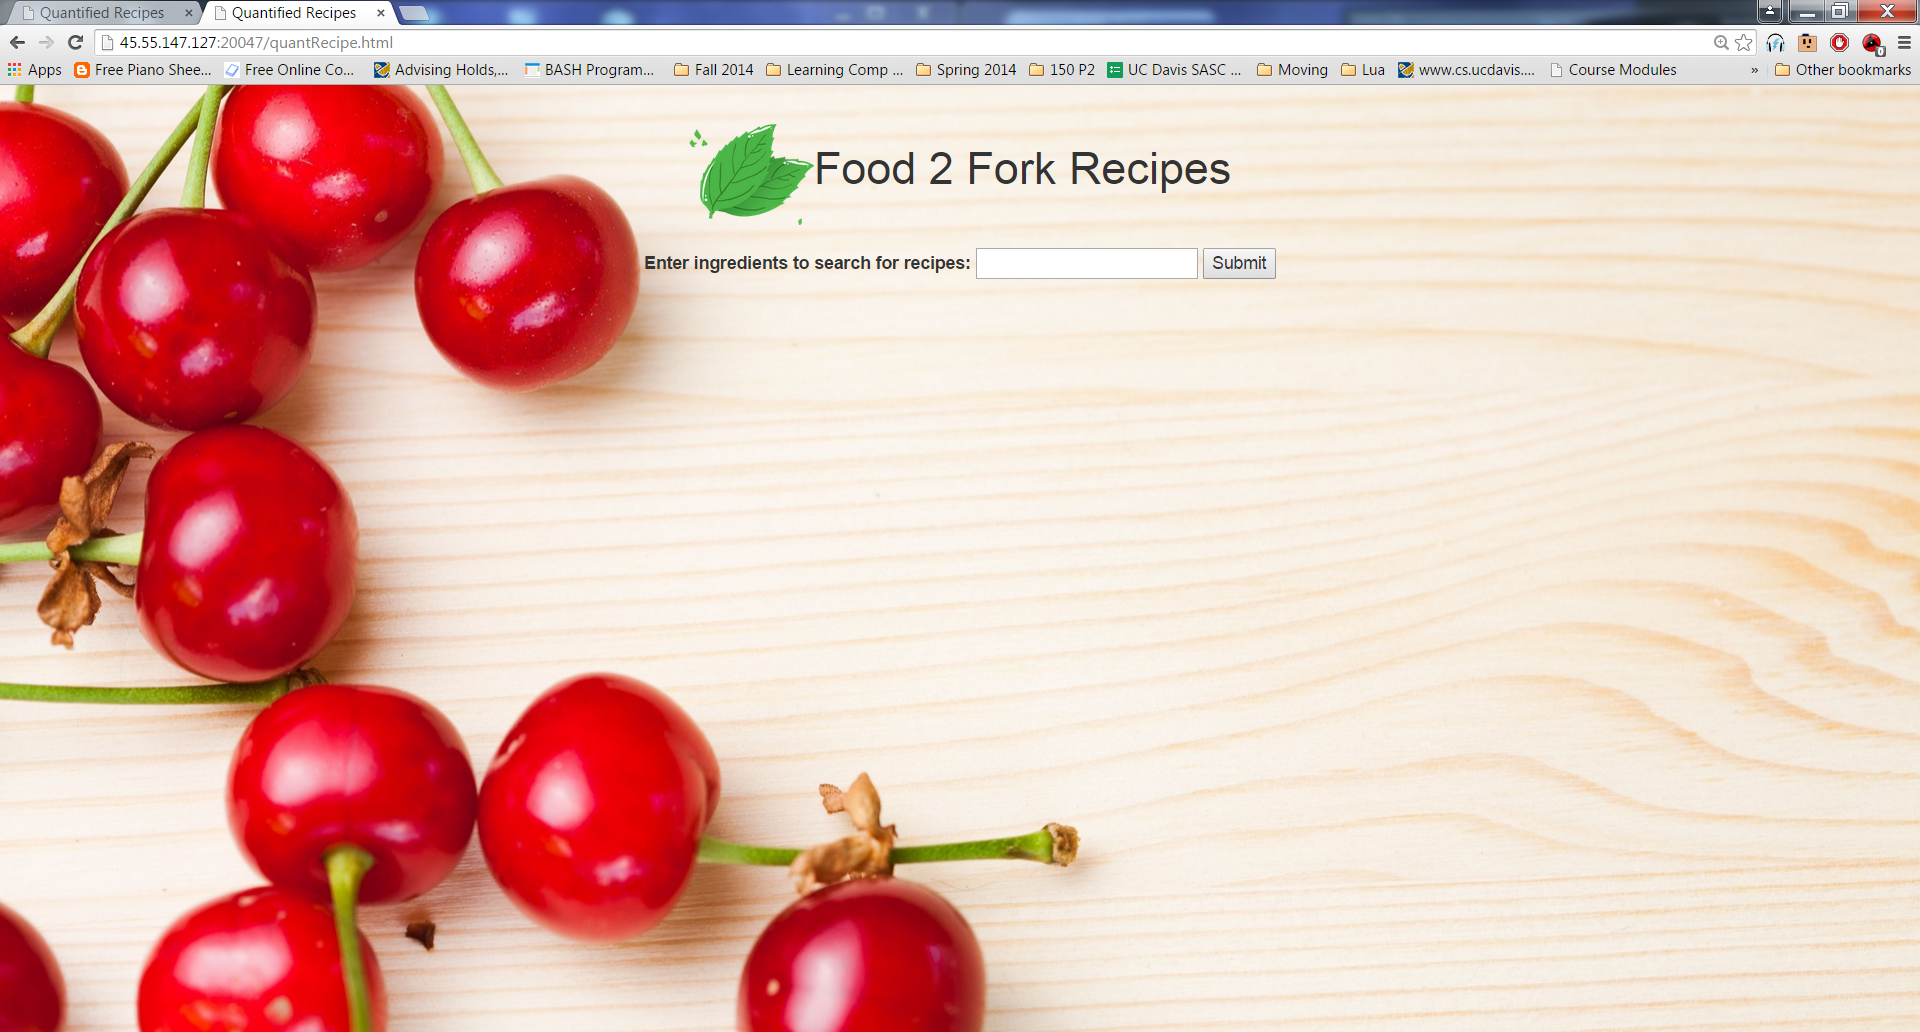 Quantified Recipes
Quantified Recipes
45.55.147.127:20047/quantRecipe.html
Apps
Free Piano Shee...
Free Online Co...
Advising Holds,...
BASH Program...
Fall 2014
Learning Comp ...
Spring 2014
150 P2
UC Davis SASC ...
Moving
Lua
www.cs.ucdavis....
Course Modules
»
Other bookmarks
0
Food 2 Fork Recipes
Enter ingredients to search for recipes:
Submit